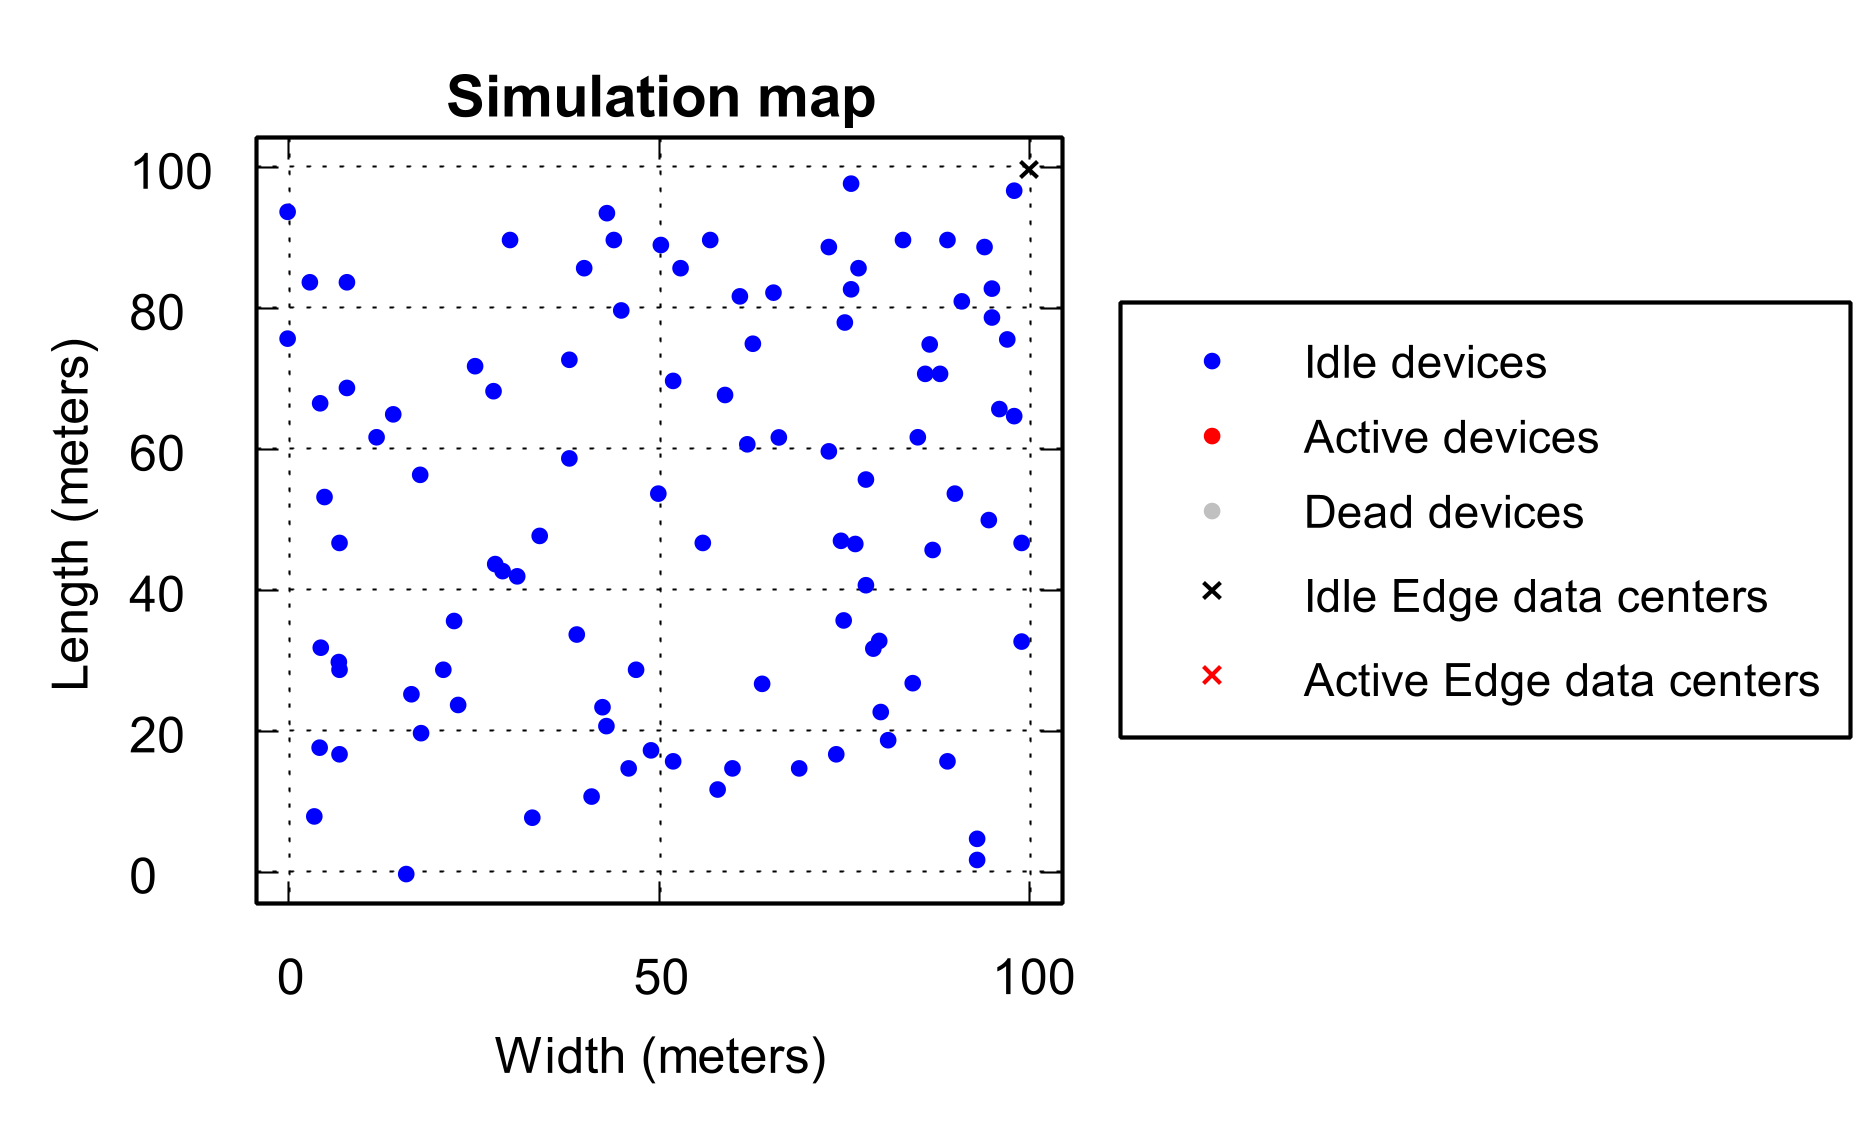 Simulation map
100
80
60
40
20
0
Length (meters)
0 50 100
Width (meters)
Idle devices
Active devices
Dead devices
Idle Edge data centers
Active Edge data centers